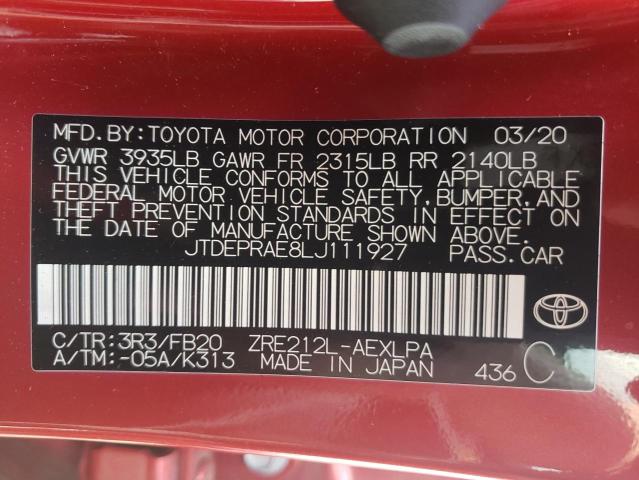 MFD.BY:TOYOTA MOTOR CORPORATION 03/20
GVWR 3935LB GAWR FR 2315LB RR 2140LB
THIS VEHICLE CONFORMS TO ALL APPLICABLE
FEDERAL MOTOR VEHICLE SAFETY,BUMPER,AND
THEFT PREVENTION STANDARDS IN EFFECT ON
THE DATE OF MANUFACTURE SHOWN ABOVE.
JTDEPRAE8LJ111927 PASS.CAR
C/TR:3R3/FB20 ZRE212L-AEXLPA
A/TM:-05A/K313 MADE IN JAPAN 436 C